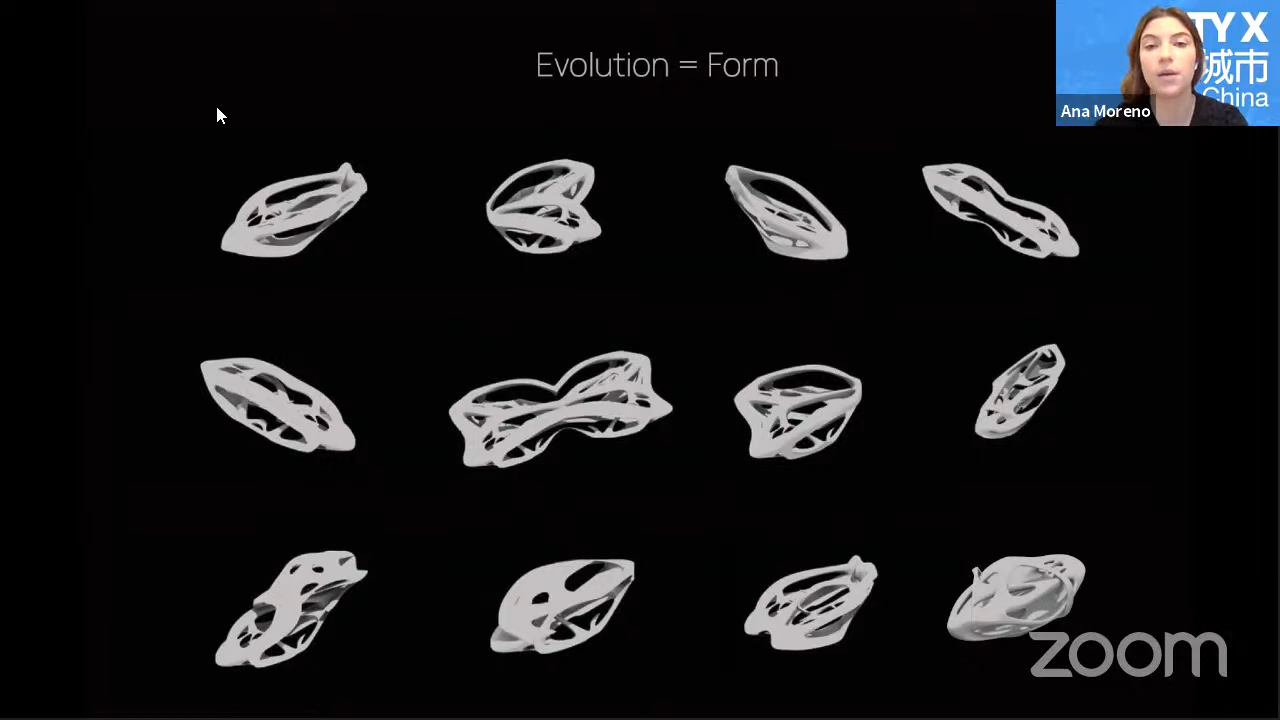 Evolution = Form
TY X
城市
China
Ana Moreno
zoom